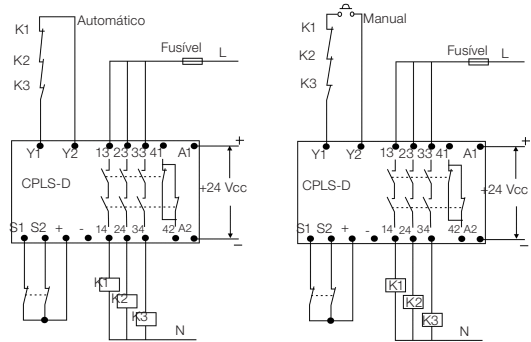 Automático
K1
K2
K3
Fusível
L
Y1 Y2 13 23 33 41 A1
+
CPLS-D
+24 Vcc
S1 S2 + - 14 24 34 42 A2
–
K1
K2
K3
N
Manual
K1
K2
K3
Fusível
L
Y1 Y2 13 23 33 41 A1
+
CPLS-D
+24 Vcc
S1 S2 + - 14 24 34 42 A2
–
K1
K2
K3
N